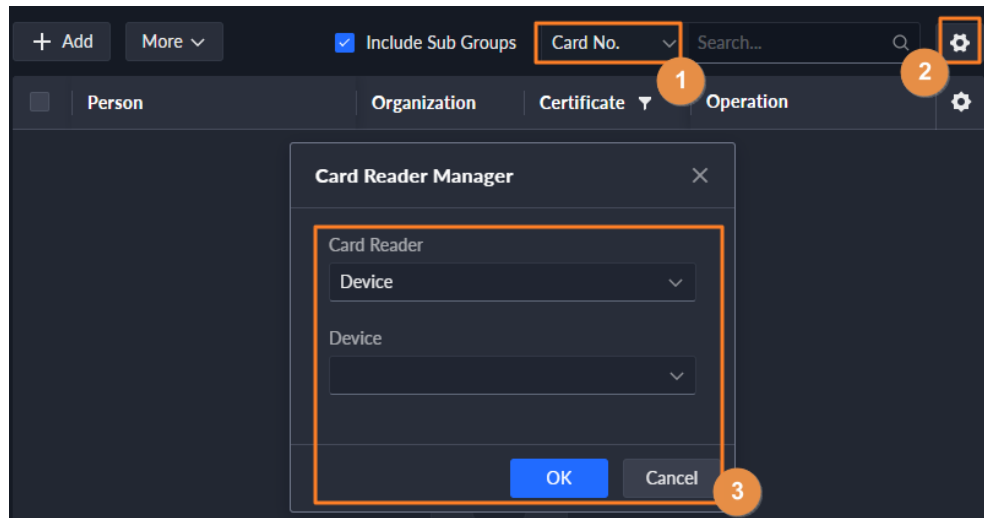 + Add More Include Sub Groups Card No. Search...
1
2
Person Organization Certificate Operation
Card Reader Manager
Card Reader
Device
Device
OK Cancel
3